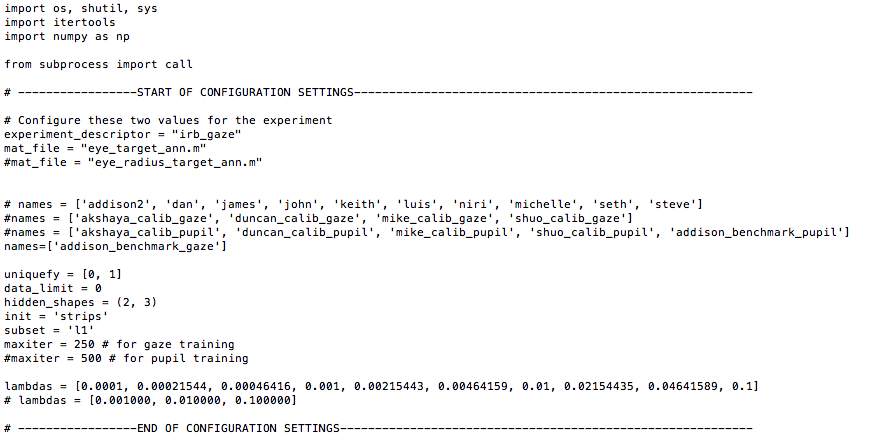 import os, shutil, sys
import itertools
import numpy as np
from subprocess import call
# -----------------START OF CONFIGURATION SETTINGS---------------------------------------------------------
# Configure these two values for the experiment
experiment_descriptor = "irb_gaze"
mat_file = "eye_target_ann.m"
#mat_file = "eye_radius_target_ann.m"
# names = ['addison2', 'dan', 'james', 'john', 'keith', 'luis', 'niri', 'michelle', 'seth', 'steve']
#names = ['akshaya_calib_gaze', 'duncan_calib_gaze', 'mike_calib_gaze', 'shuo_calib_gaze']
#names = ['akshaya_calib_pupil', 'duncan_calib_pupil', 'mike_calib_pupil', 'shuo_calib_pupil', 'addison_benchmark_pupil']
names=['addison_benchmark_gaze']
uniquefy = [0, 1]
data_limit = 0
hidden_shapes = (2, 3)
init = 'strips'
subset = 'l1'
maxiter = 250 # for gaze training
#maxiter = 500 # for pupil training
lambdas = [0.0001, 0.00021544, 0.00046416, 0.001, 0.00215443, 0.00464159, 0.01, 0.02154435, 0.04641589, 0.1]
# lambdas = [0.001000, 0.010000, 0.100000]
# -----------------END OF CONFIGURATION SETTINGS-----------------------------------------------------------